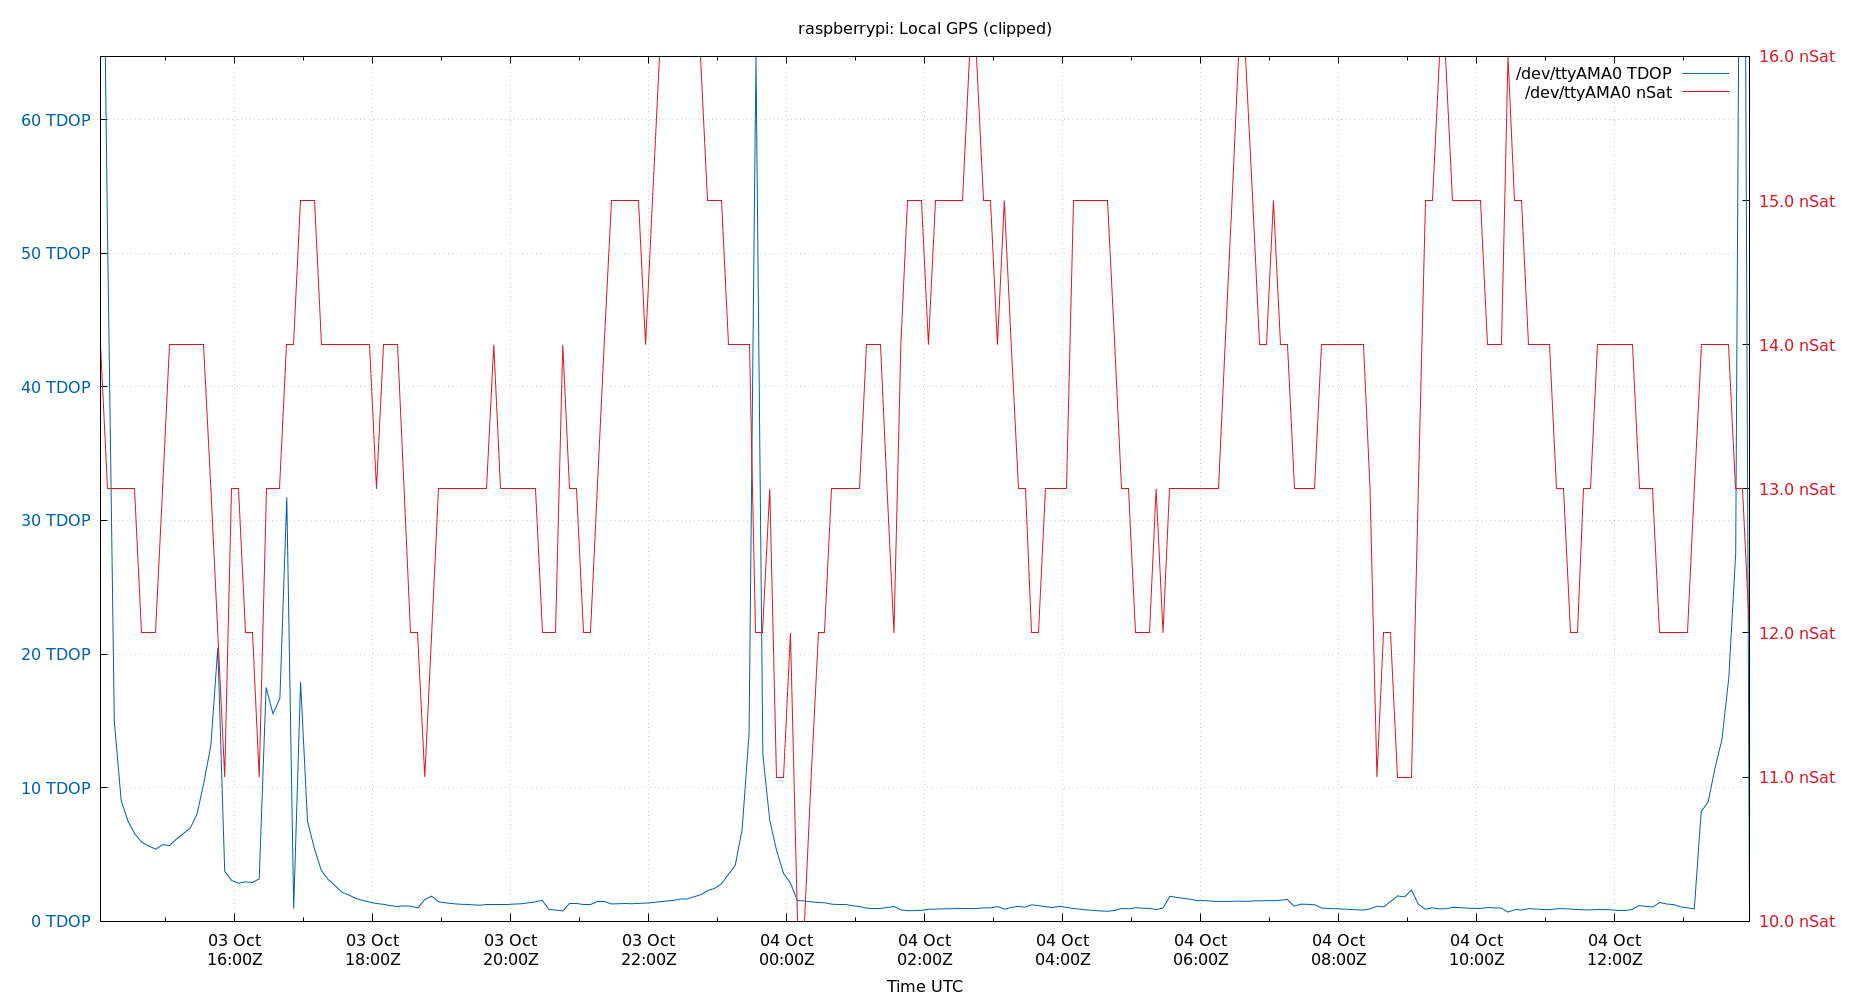 raspberrypi: Local GPS (clipped)
/dev/ttyAMA0 TDOP
/dev/ttyAMA0 nSat
60 TDOP
50 TDOP
40 TDOP
30 TDOP
20 TDOP
10 TDOP
0 TDOP
16.0 nSat
15.0 nSat
14.0 nSat
13.0 nSat
12.0 nSat
11.0 nSat
10.0 nSat
03 Oct
16:00Z
03 Oct
18:00Z
03 Oct
20:00Z
03 Oct
22:00Z
04 Oct
00:00Z
04 Oct
02:00Z
04 Oct
04:00Z
04 Oct
06:00Z
04 Oct
08:00Z
04 Oct
10:00Z
04 Oct
12:00Z
Time UTC